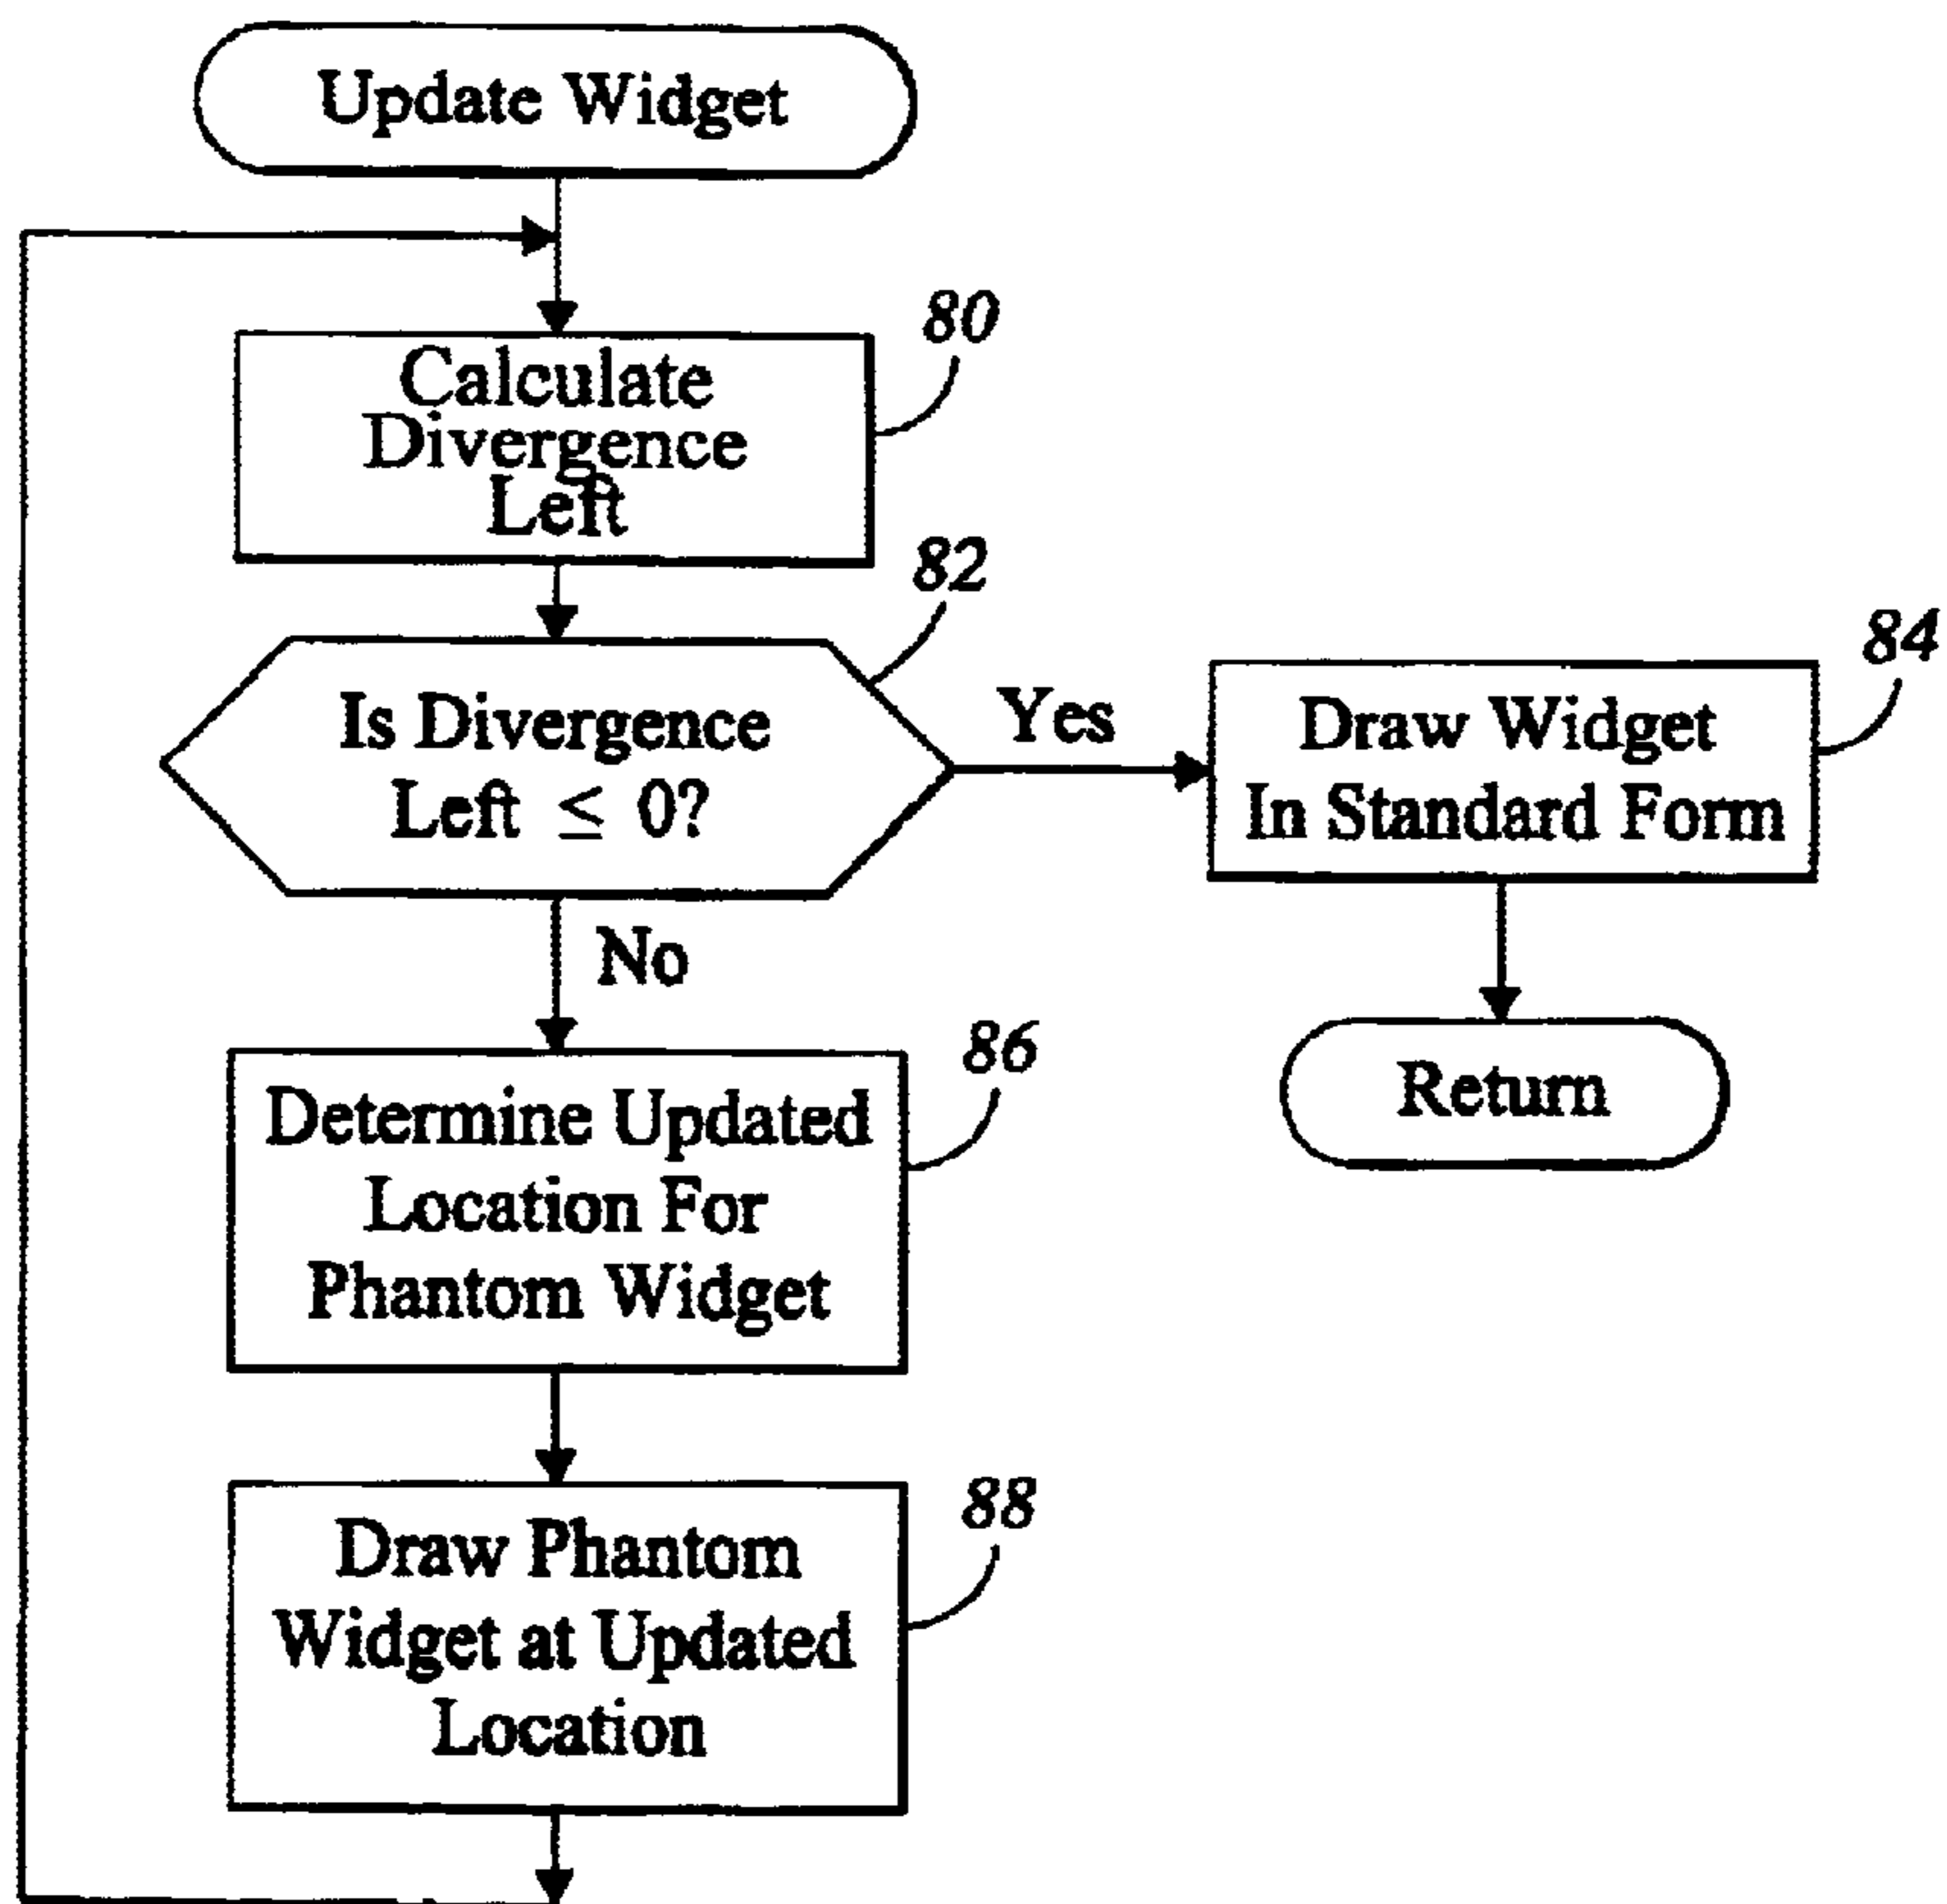 Update Widget
80
Calculate
Divergence
Left
82
Is Divergence
Left ≤ 0?
Yes
84
Draw Widget
In Standard Form
No
Return
86
Determine Updated
Location For
Phantom Widget
88
Draw Phantom
Widget at Updated
Location